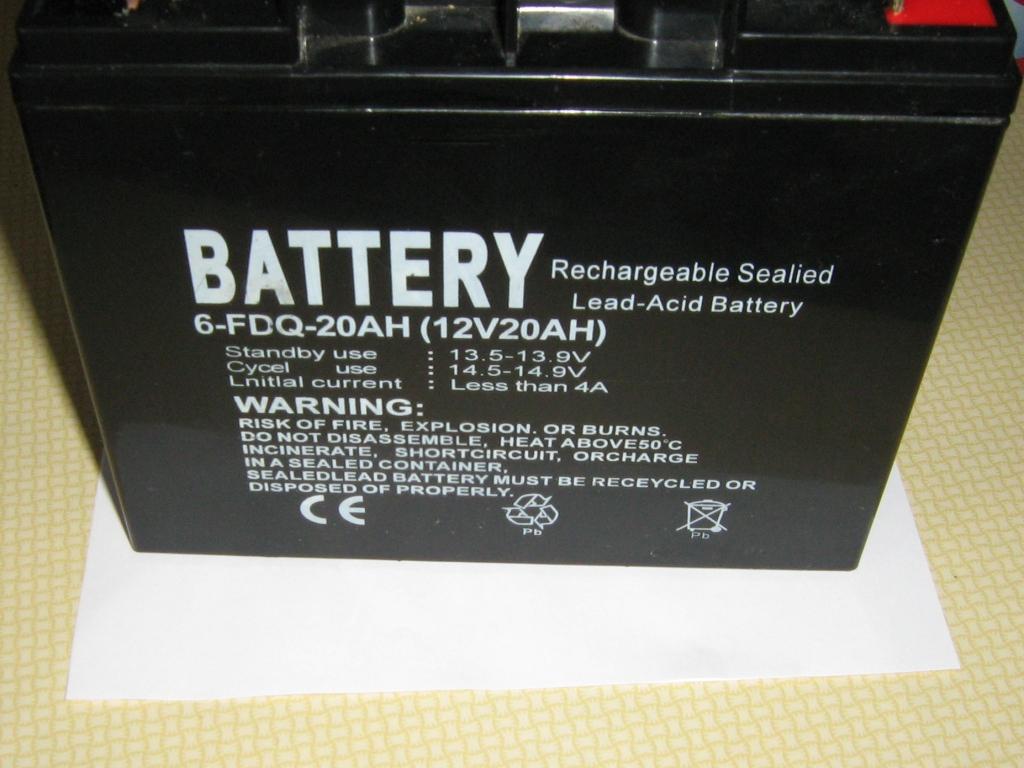 BATTERY Rechargeable Sealied
Lead-Acid Battery
6-FDQ-20AH (12V20AH)
Standby use : 13.5-13.9V
Cycel use : 14.5-14.9V
Lnitlal current : Less than 4A
WARNING:
RISK OF FIRE, EXPLOSION. OR BURNS.
DO NOT DISASSEMBLE, HEAT ABOVE50°C
INCINERATE, SHORTCIRCUIT, ORCHARGE
IN A SEALED CONTAINER,
SEALEDLEAD BATTERY MUST BE RECEYCLED OR
DISPOSED OF PROPERLY.
CE
Pb
Pb